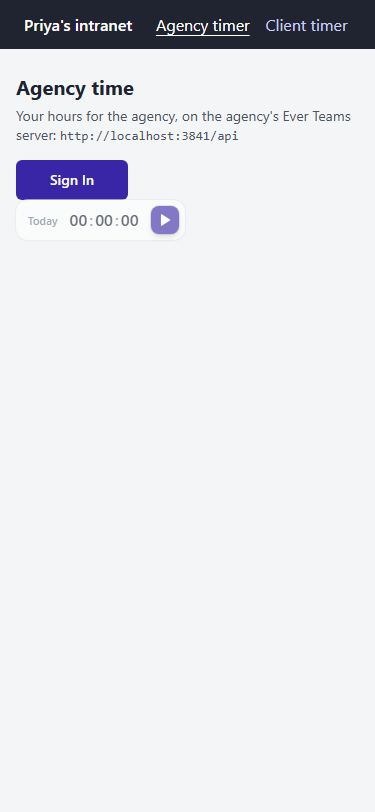 Priya's intranet Agency timer Client timer
Agency time
Your hours for the agency, on the agency's Ever Teams
server: http://localhost:3841/api
Sign In
Today 00:00:00